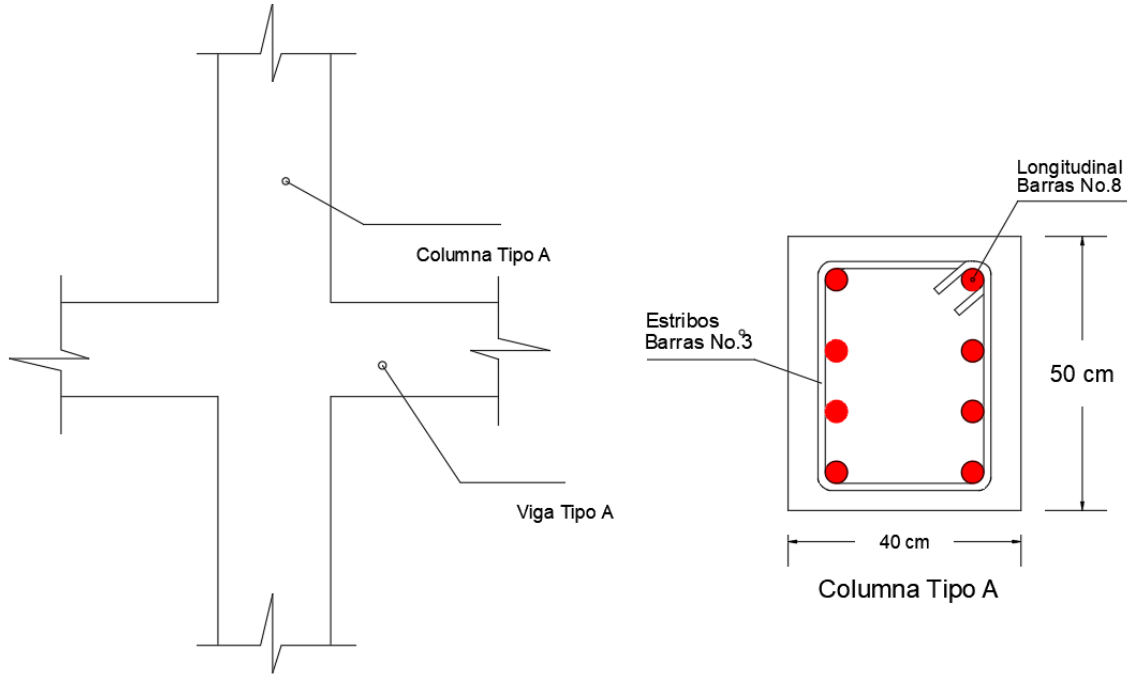 Columna Tipo A
Viga Tipo A
Longitudinal
Barras No.8
Estribos
Barras No.3
50 cm
40 cm
Columna Tipo A